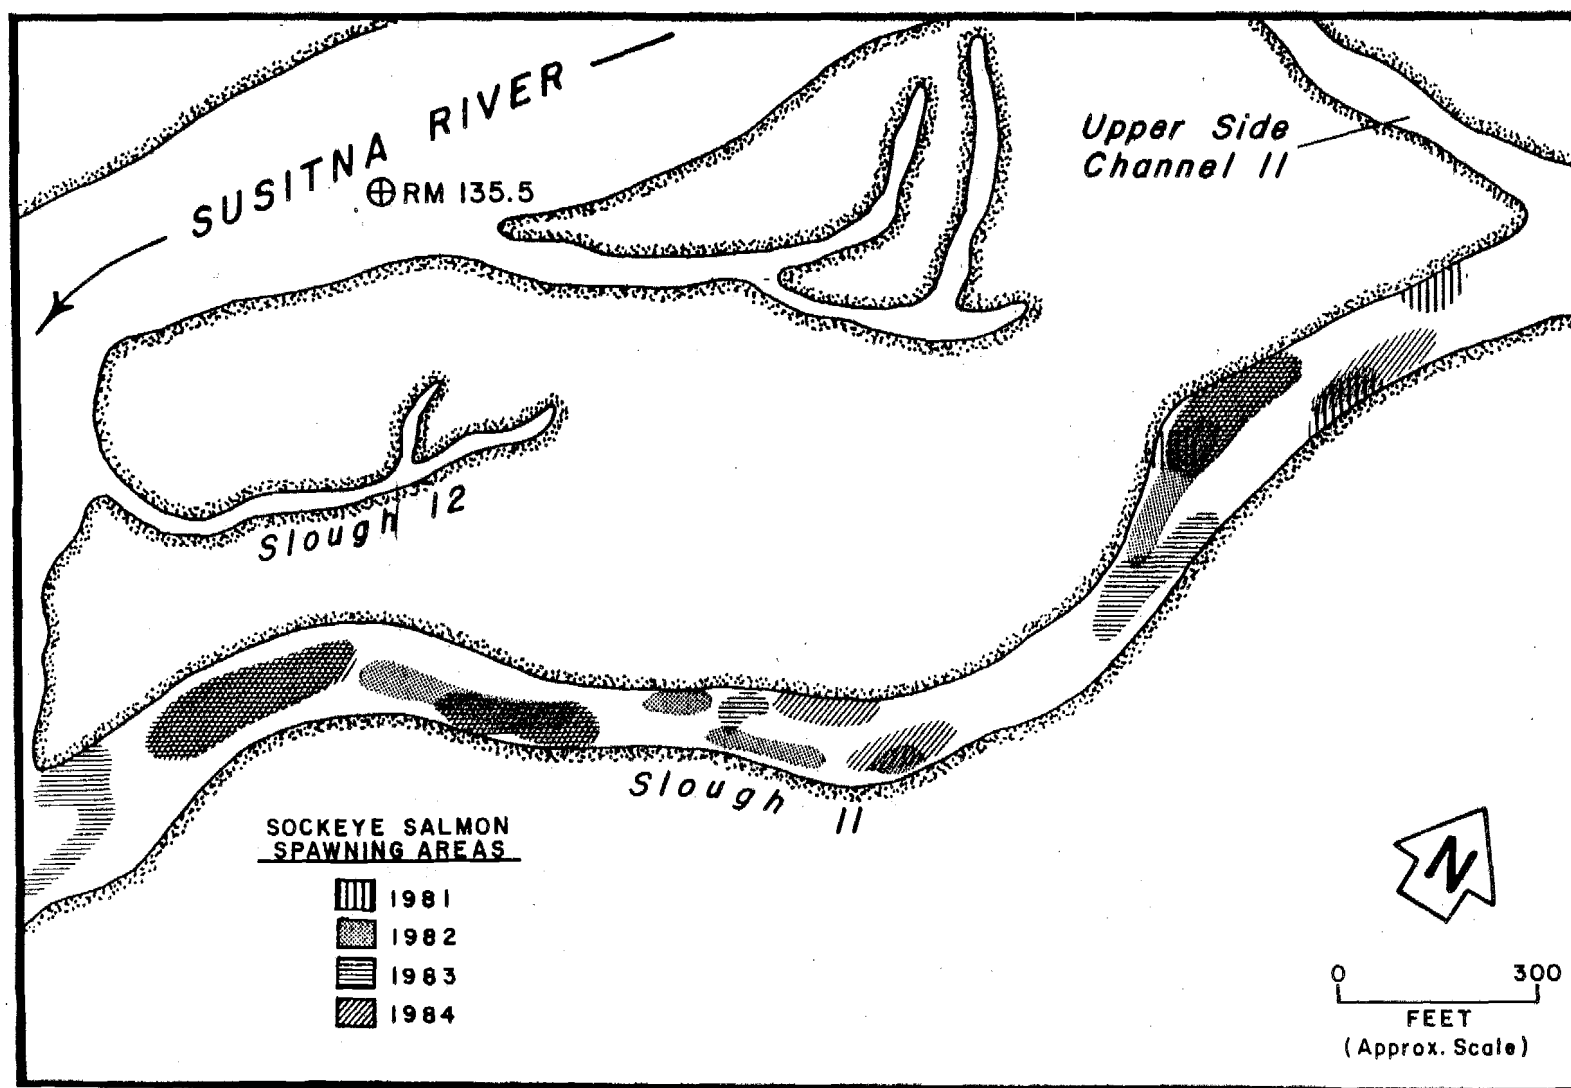 SUSITNA RIVER
RM 135.5
Upper Side
Channel 11
Slough 12
Slough 11
SOCKEYE SALMON
SPAWNING AREAS
1981
1982
1983
1984
N
0 300
FEET
(Approx. Scale)